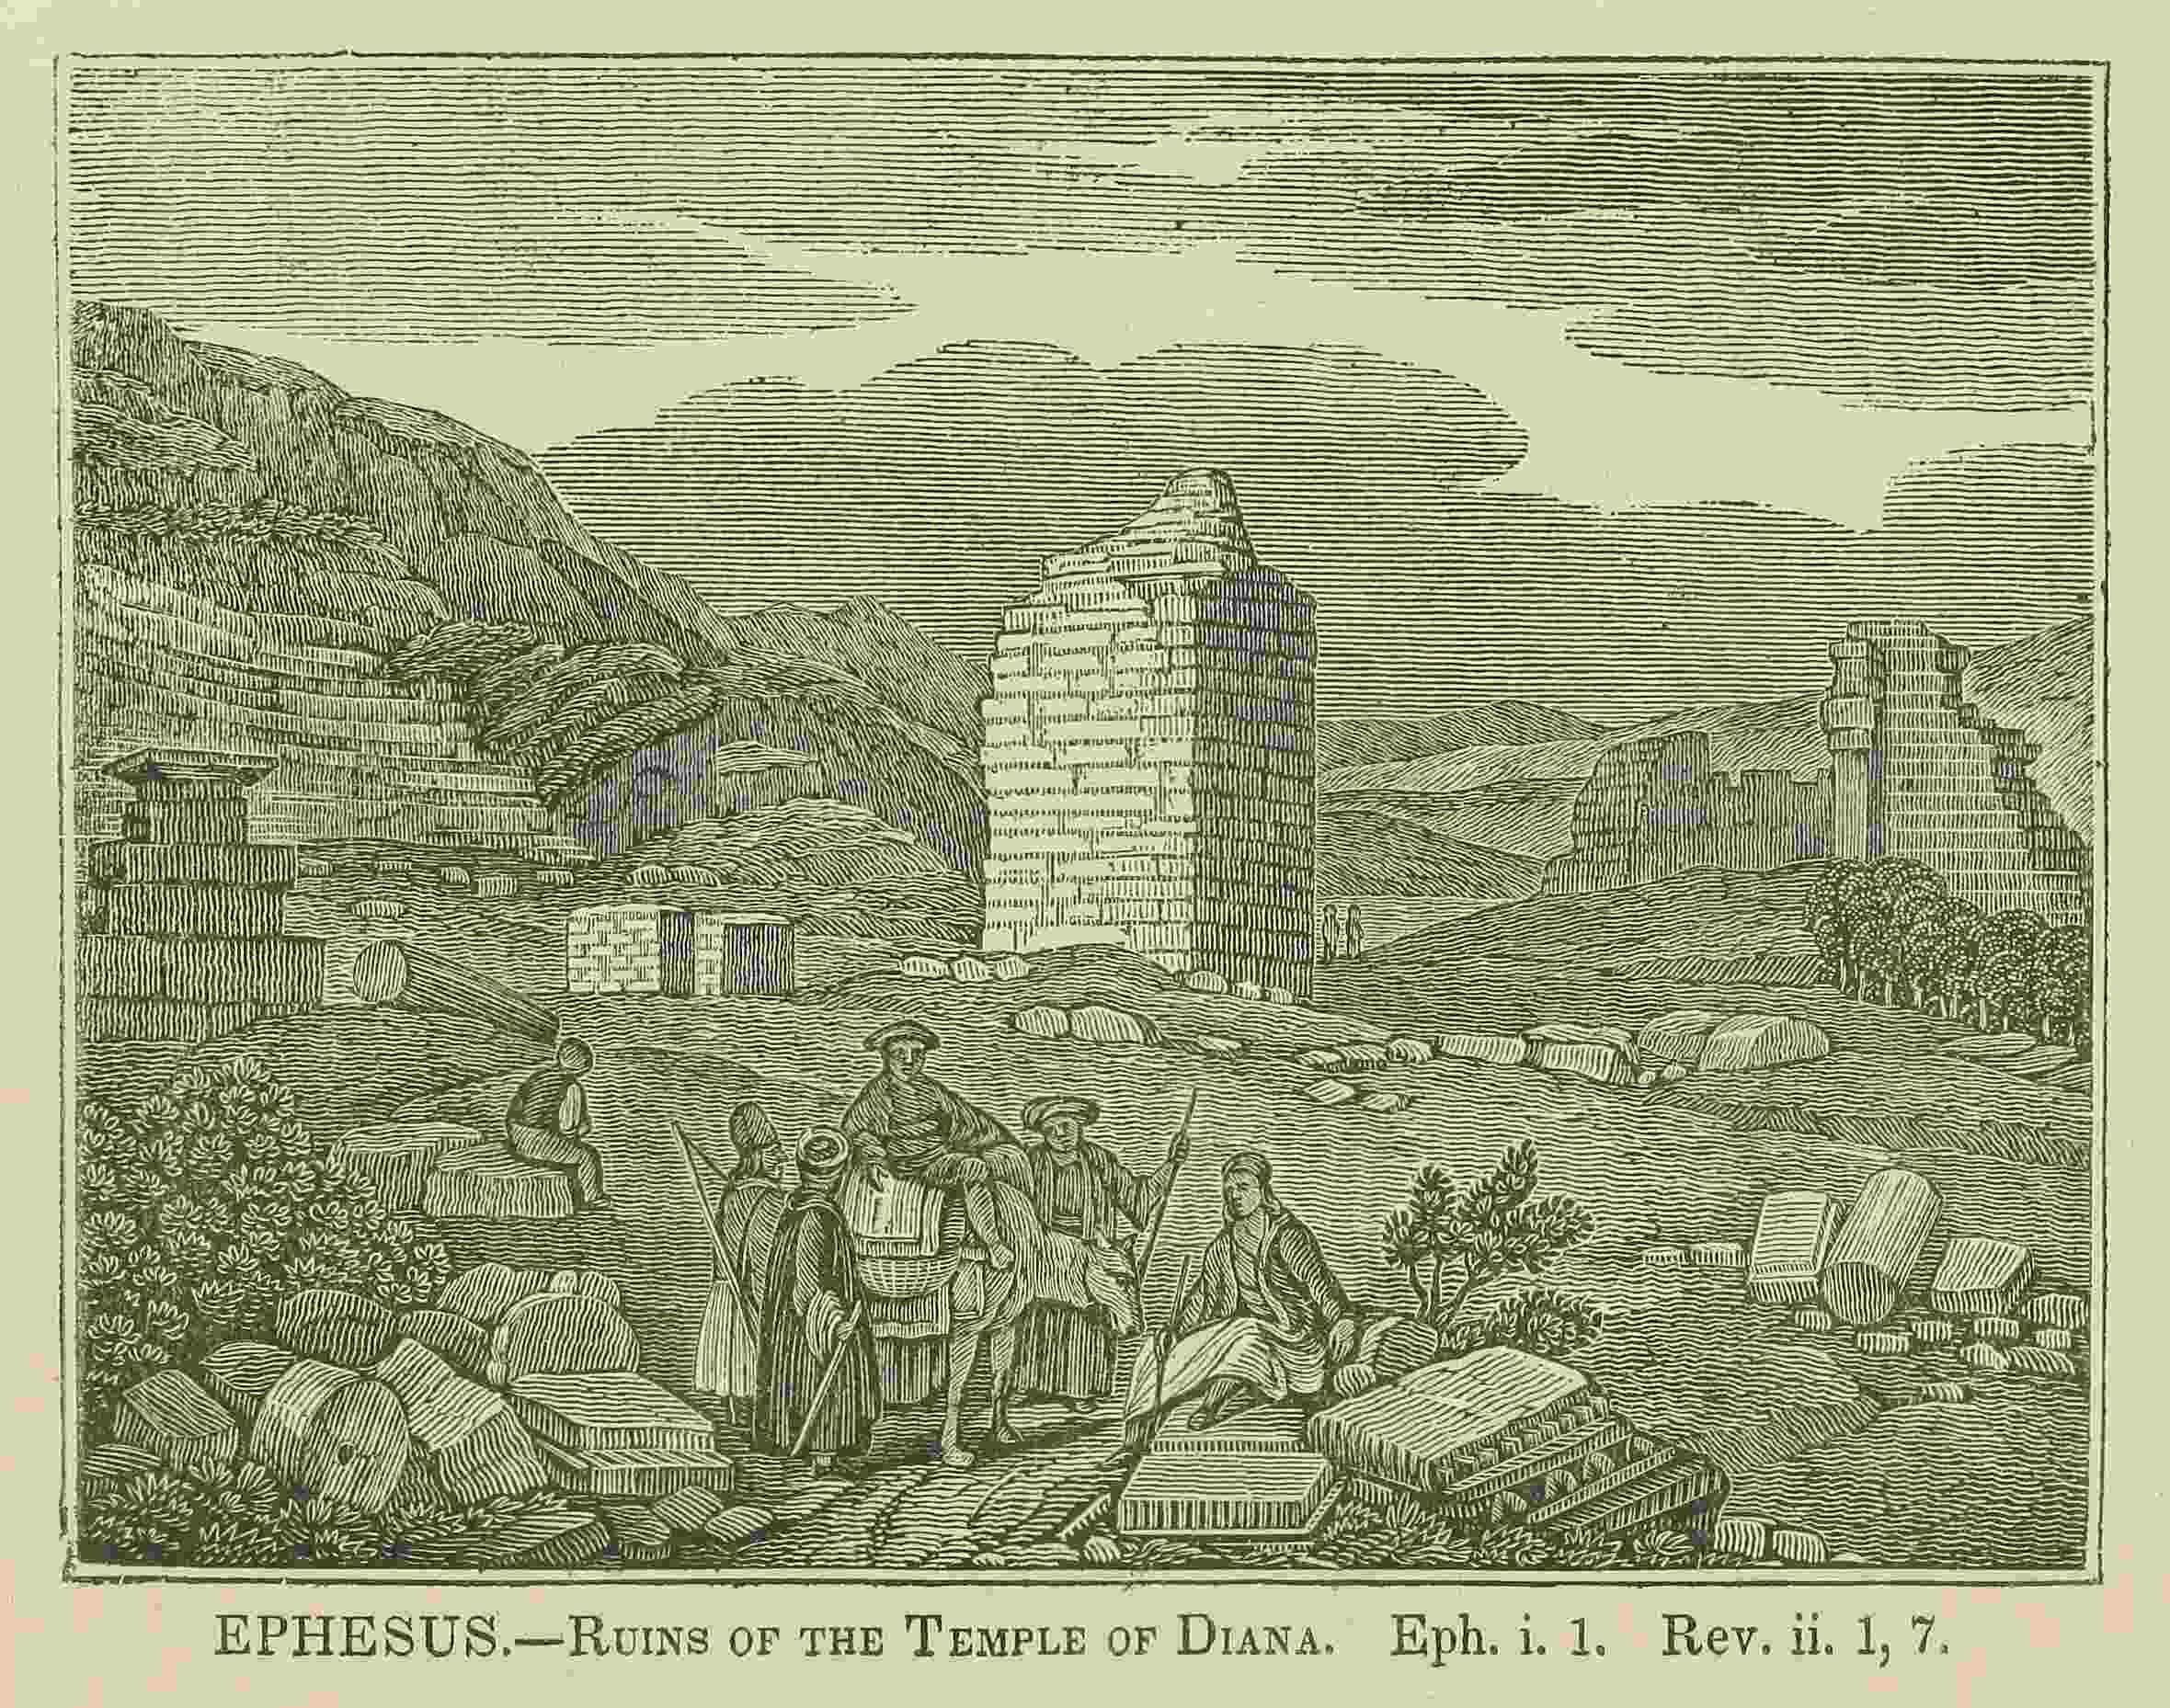 EPHESUS.—Ruins of the Temple of Diana. Eph. i. 1. Rev. ii. 1, 7.